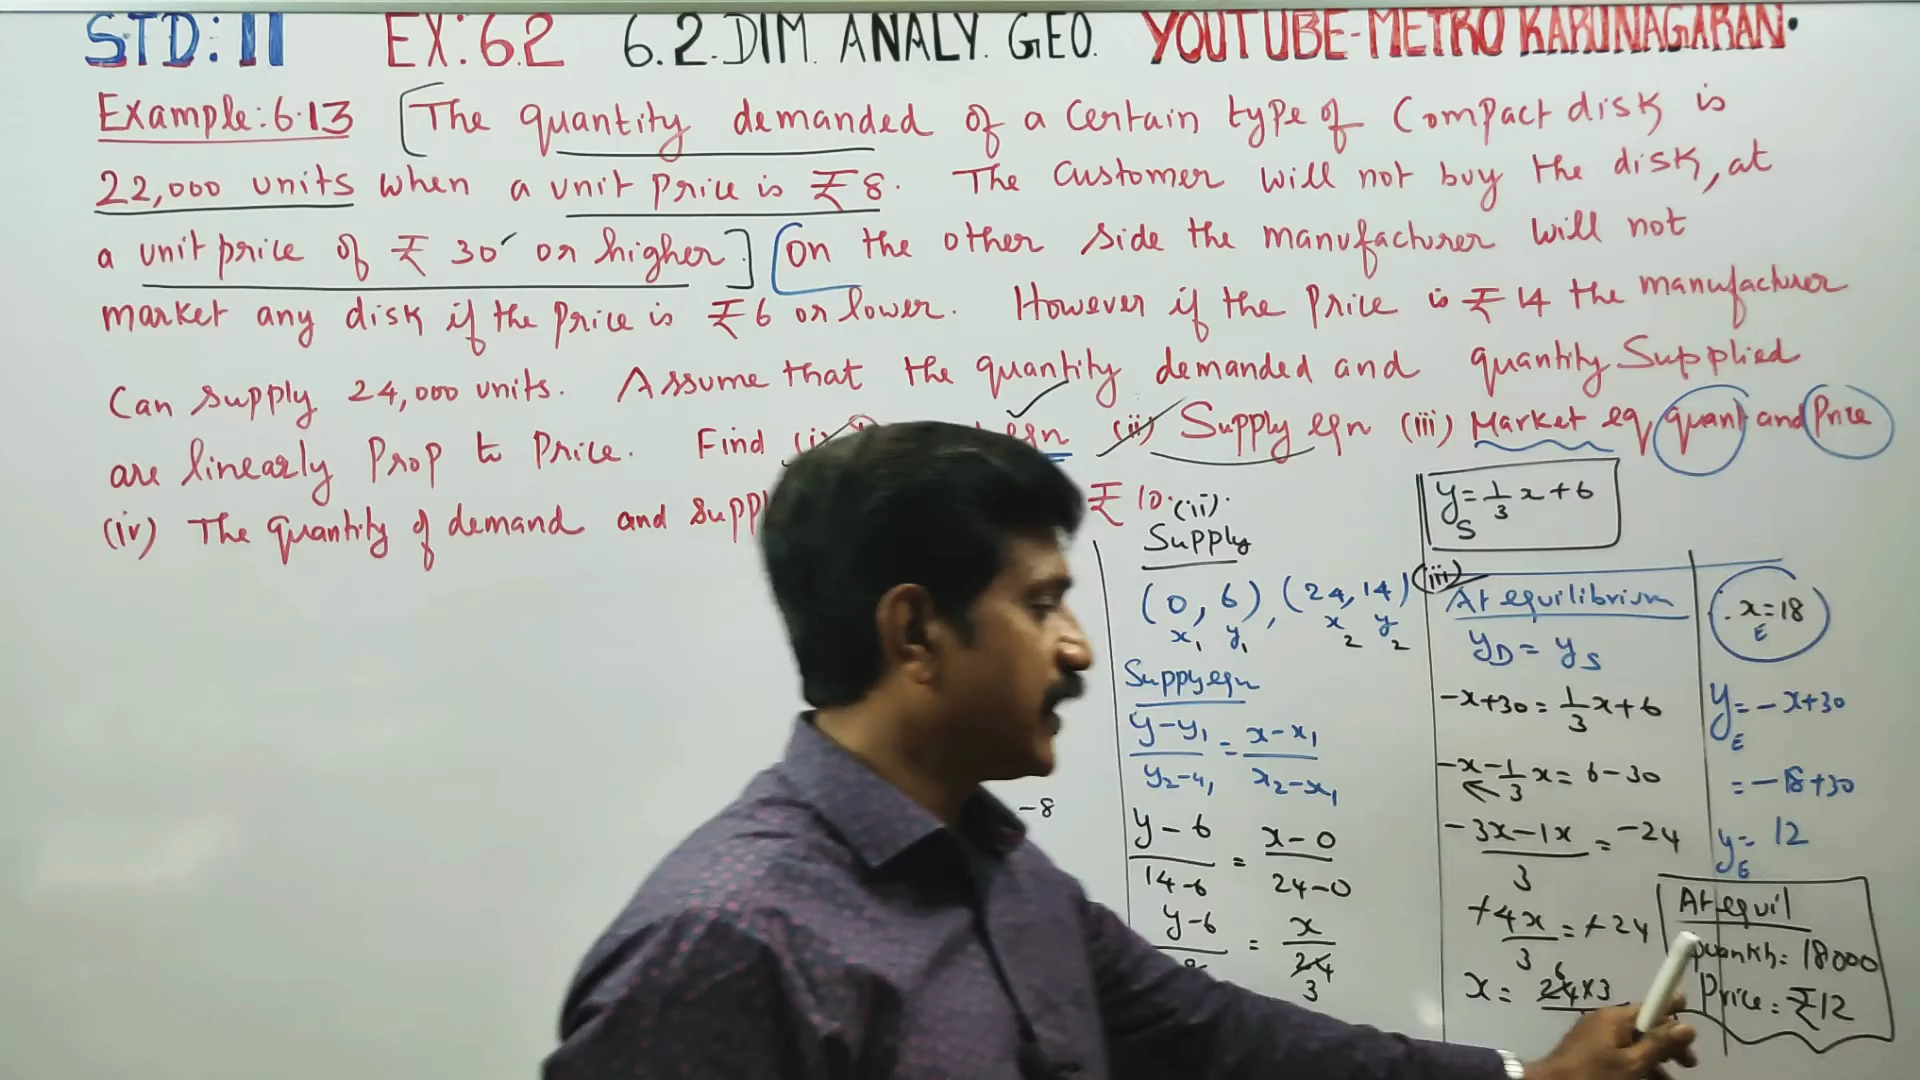 STD: 11 EX: 6.2 6.2. DIM. ANALY. GEO. YOUTUBE-METRO KARUNAGARAN.
Example: 6.13 [The quantity demanded of a certain type of Compact disk is
22,000 units when a unit price is ₹ 8. The customer will not buy the disk, at
a unit price of ₹ 30 or higher.] [On the other side the manufacturer will not
market any disk if the price is ₹ 6 or lower. However if the price is ₹ 14 the manufacturer
Can supply 24,000 units. Assume that the quantity demanded and quantity Supplied
are linearly Prop to Price. Find (i) eqn (ii) Supply eqn (iii) Market eq quant and Price
(iv) The quantity of demand and supp ₹ 10.
(ii).
Supply
(0, 6), (24, 14)
x₁ y₁ x₂ y₂
Suppy eqn
y-y₁ / y₂-y₁ = x-x₁ / x₂-x₁
y-6 / 14-6 = x-0 / 24-0
y-6 / = x / 24
3
-8
y_S = 1/3 x + 6
(iii)
At equilibrium
y_D = y_S
-x+30 = 1/3 x+6
-x - 1/3 x = 6-30
-3x-1x / 3 = -24
+4x / 3 = +24
x = 24×3
6
x_E = 18
y_E = -x+30
= -18+30
y_E = 12
At equil
quantity: 18000
Price: ₹12